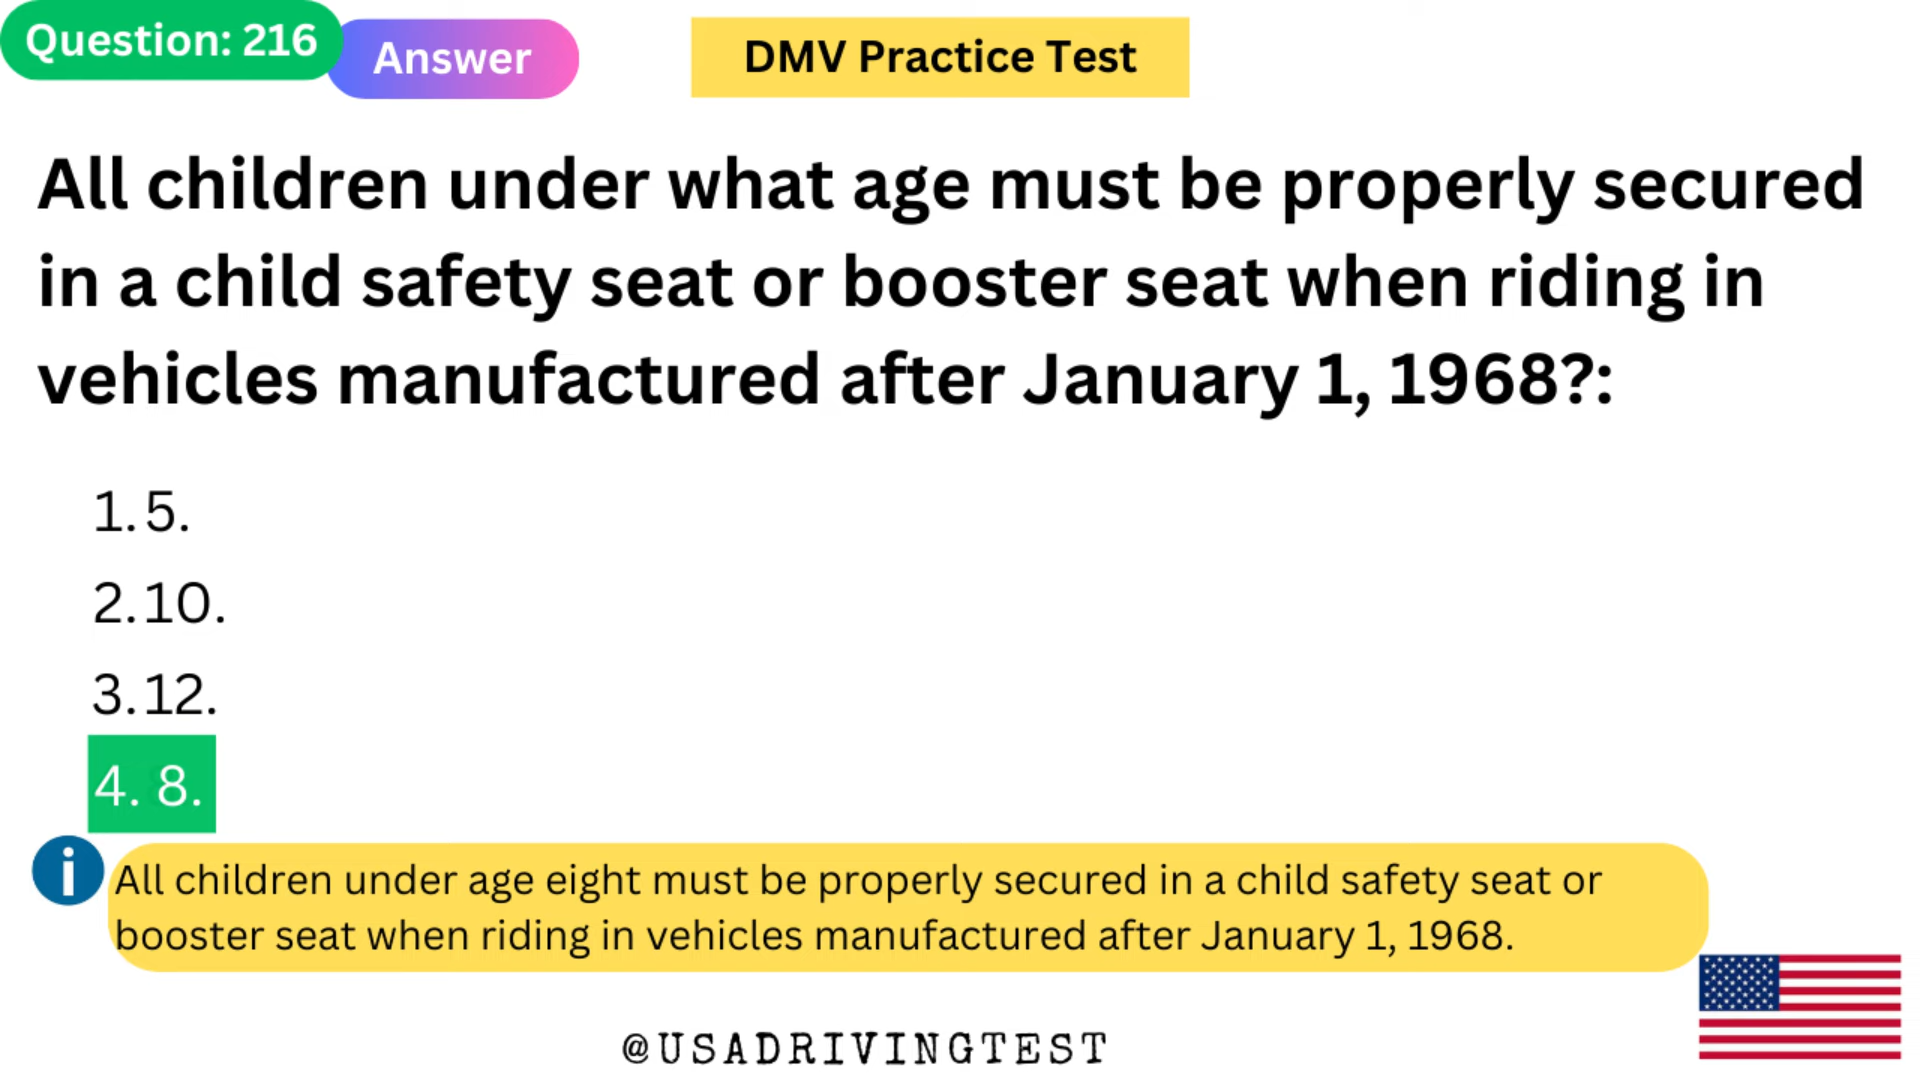 Question: 216
Answer
DMV Practice Test
All children under what age must be properly secured
in a child safety seat or booster seat when riding in
vehicles manufactured after January 1, 1968?:
1. 5.
2. 10.
3. 12.
4. 8.
i
All children under age eight must be properly secured in a child safety seat or
booster seat when riding in vehicles manufactured after January 1, 1968.
@USADRIVINGTEST